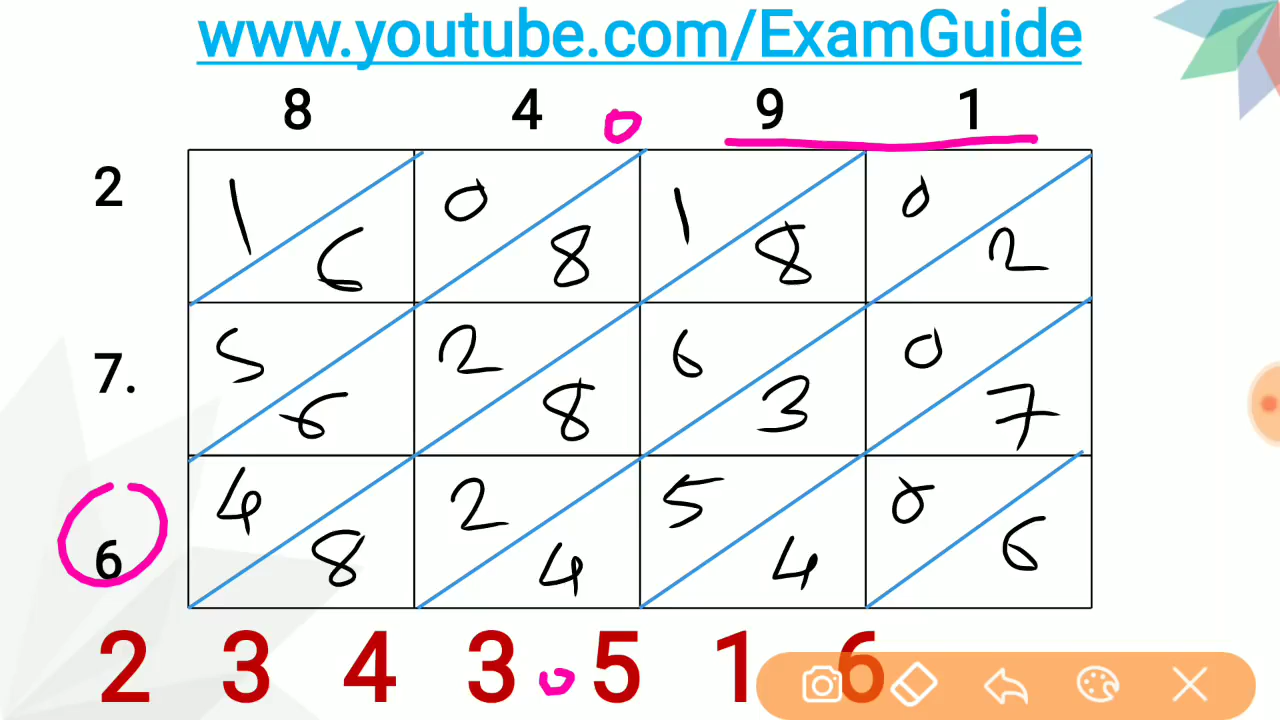 www.youtube.com/ExamGuide
8 4 . 9 1
2 1 6 0 8 1 8 0 2
7. 5 6 2 8 6 3 0 7
6 4 8 2 4 5 4 0 6
2 3 4 3 . 5 1 6